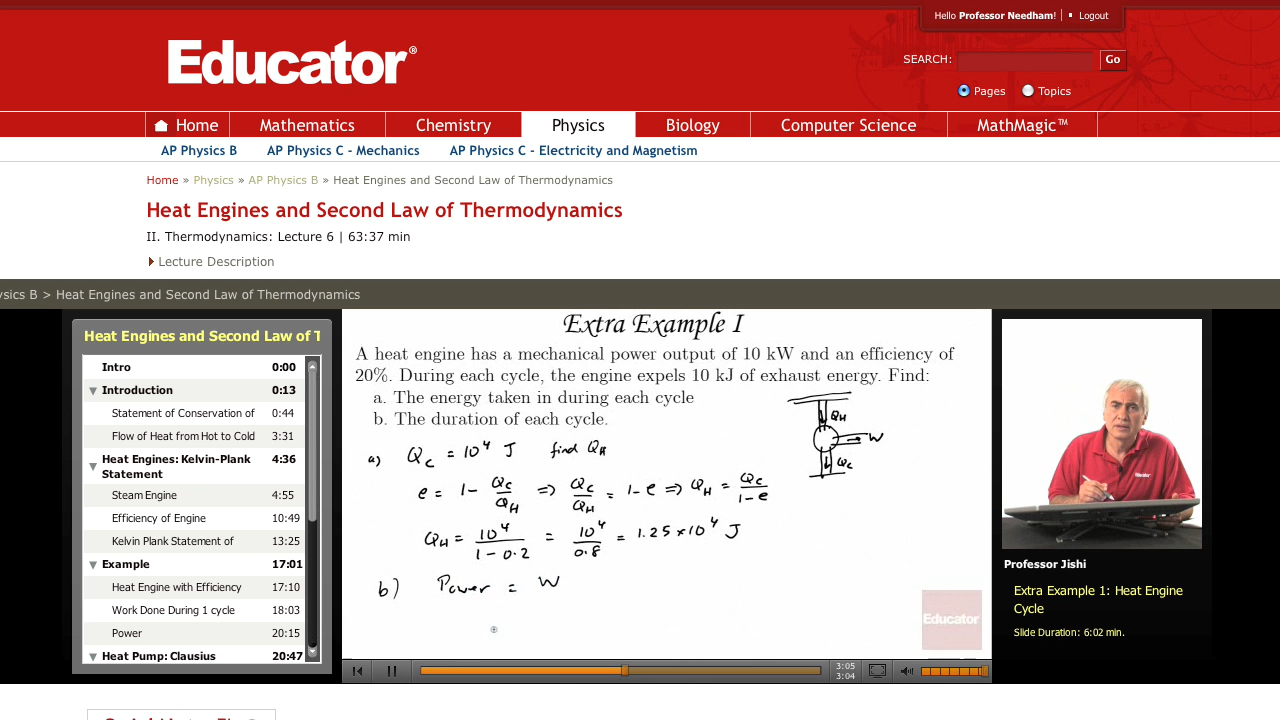 Hello Professor Needham! Logout
Educator®
SEARCH: Go
Pages Topics
Home Mathematics Chemistry Physics Biology Computer Science MathMagic™
AP Physics B AP Physics C - Mechanics AP Physics C - Electricity and Magnetism
Home » Physics » AP Physics B » Heat Engines and Second Law of Thermodynamics
Heat Engines and Second Law of Thermodynamics
II. Thermodynamics: Lecture 6 | 63:37 min
Lecture Description
ysics B > Heat Engines and Second Law of Thermodynamics
Heat Engines and Second Law of T
Intro 0:00
Introduction 0:13
Statement of Conservation of 0:44
Flow of Heat from Hot to Cold 3:31
Heat Engines: Kelvin-Plank 4:36
Statement
Steam Engine 4:55
Efficiency of Engine 10:49
Kelvin Plank Statement of 13:25
Example 17:01
Heat Engine with Efficiency 17:10
Work Done During 1 cycle 18:03
Power 20:15
Heat Pump: Clausius 20:47
Extra Example I
A heat engine has a mechanical power output of 10 kW and an efficiency of
20%. During each cycle, the engine expels 10 kJ of exhaust energy. Find:
a. The energy taken in during each cycle
b. The duration of each cycle.
Q_H
W
Q_C
a) Q_C = 10^4 J find Q_H
e = 1 - Q_C/Q_H ⇒ Q_C/Q_H = 1 - e ⇒ Q_H = Q_C/(1 - e)
Q_H = 10^4/(1 - 0.2) = 10^4/0.8 = 1.25 × 10^4 J
b) Power = W
Educator
3:05
3:04
Educator
Professor Jishi
Extra Example 1: Heat Engine
Cycle
Slide Duration: 6:02 min.